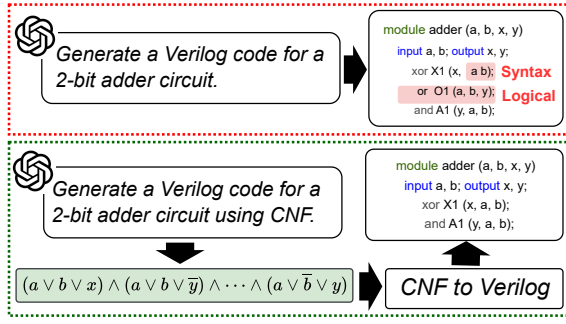 Generate a Verilog code for a
2-bit adder circuit.
module adder (a, b, x, y)
input a, b; output x, y;
xor X1 (x, a b); Syntax
or O1 (a, b, y); Logical
and A1 (y, a, b);
Generate a Verilog code for a
2-bit adder circuit using CNF.
module adder (a, b, x, y)
input a, b; output x, y;
xor X1 (x, a, b);
and A1 (y, a, b);
(a ∨ b ∨ x) ∧ (a ∨ b ∨ y̅) ∧ ⋯ ∧ (a ∨ b̅ ∨ y)
CNF to Verilog